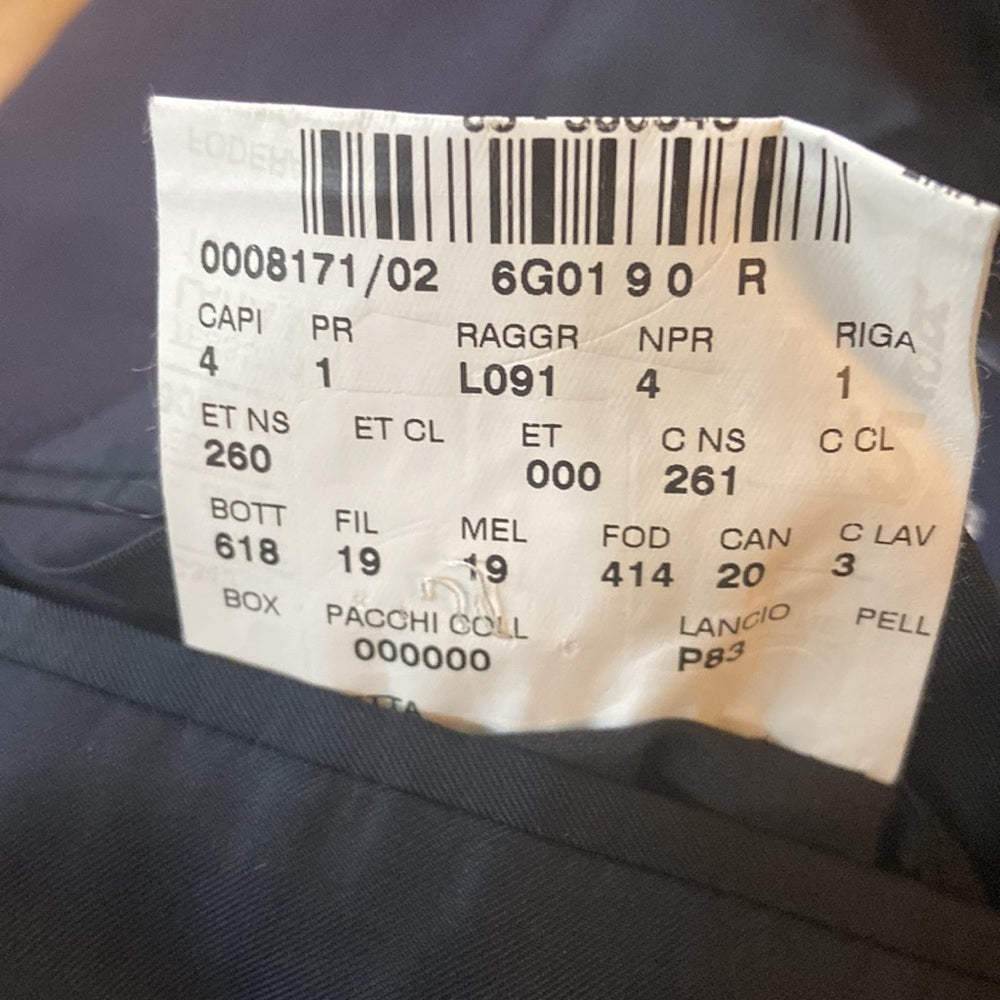 0008171/02 6G01 9 0 R
CAPI PR RAGGR NPR RIGA
4 1 L091 4 1
ET NS ET CL ET C NS C CL
260 000 261
BOTT FIL MEL FOD CAN C LAV
618 19 19 414 20 3
BOX PACCHI COLL LANCIO PELL
000000 P83